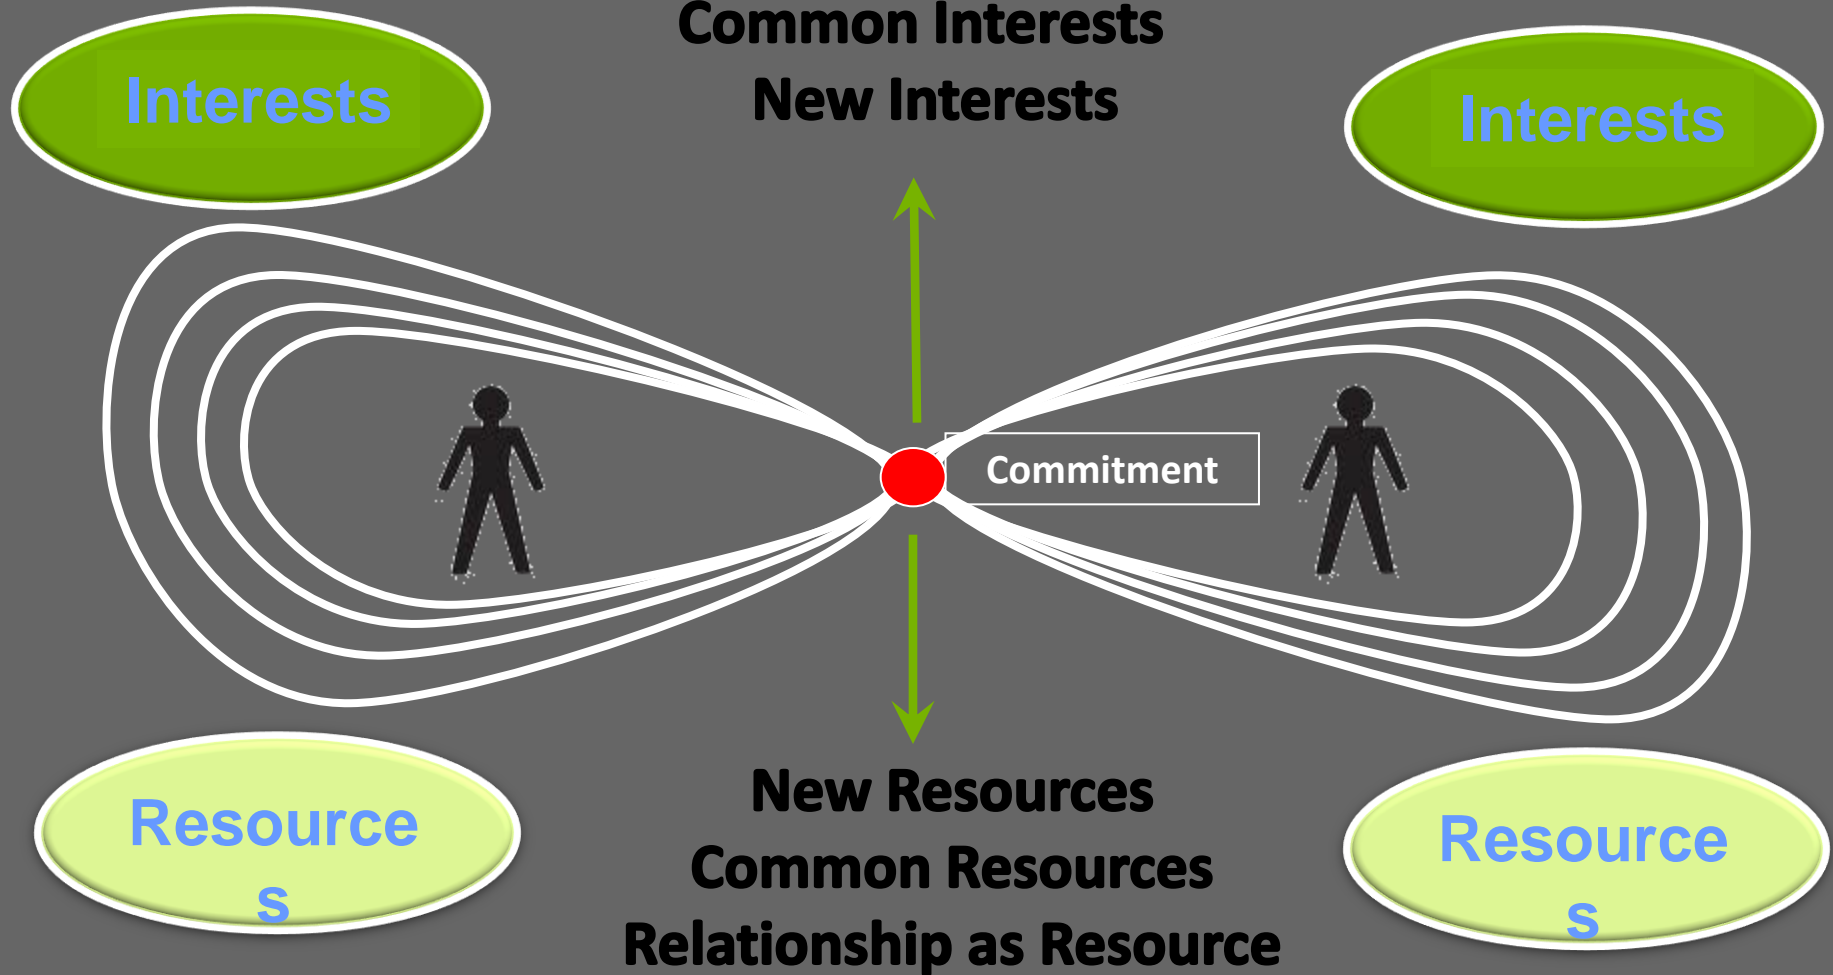 Common Interests
New Interests
Interests
Interests
Commitment
Resource
s
Resource
s
New Resources
Common Resources
Relationship as Resource